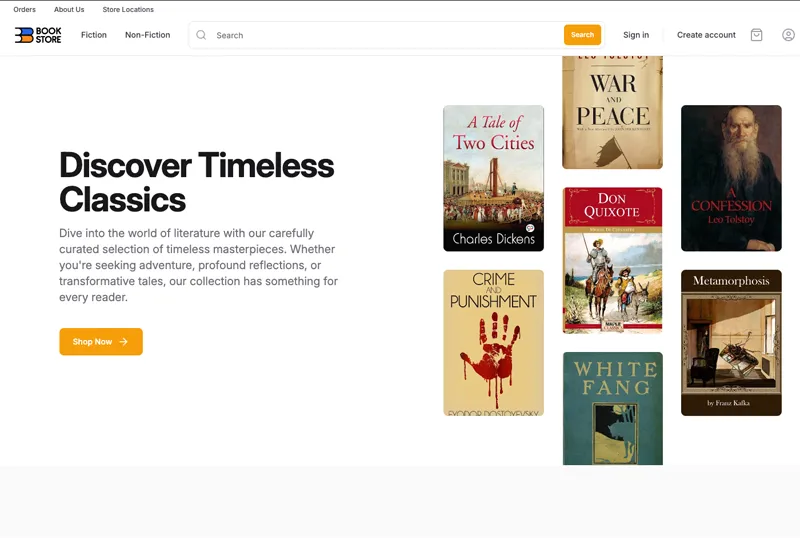 Orders About Us Store Locations
BOOK
STORE
Fiction Non-Fiction Search Search Sign in Create account
Discover Timeless
Classics
Dive into the world of literature with our carefully
curated selection of timeless masterpieces. Whether
you're seeking adventure, profound reflections, or
transformative tales, our collection has something for
every reader.
Shop Now
A Tale of
Two Cities
Charles Dickens
CRIME
AND
PUNISHMENT
FYODOR DOSTOYEVSKY
LEO TOLSTOY
WAR
AND
PEACE
DON
QUIXOTE
WHITE
FANG
A
CONFESSION
Leo Tolstoy
Metamorphosis
by Franz Kafka